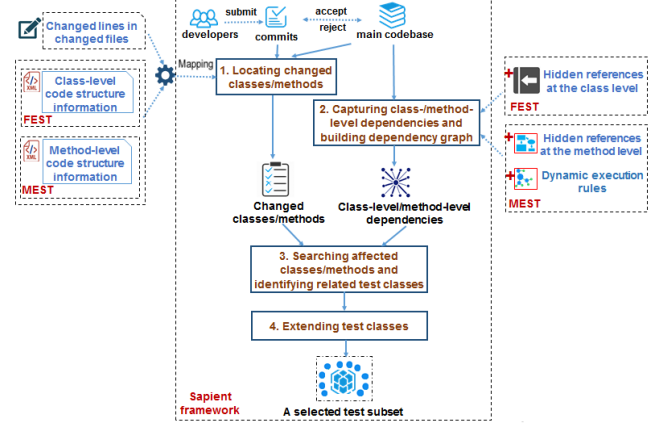 Changed lines in
changed files
XML
Class-level
code structure
information
FEST
XML
Method-level
code structure
information
MEST
Mapping
developers
submit
commits
accept
reject
main codebase
1. Locating changed
classes/methods
2. Capturing class-/method-
level dependencies and
building dependency graph
Changed
classes/methods
Class-level/method-level
dependencies
3. Searching affected
classes/methods and
identifying related test classes
4. Extending test classes
A selected test subset
Sapient
framework
Hidden references
at the class level
FEST
Hidden references
at the method level
Dynamic execution
rules
MEST